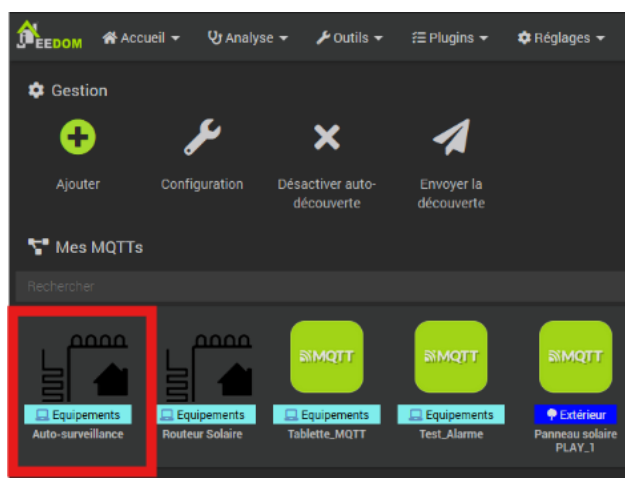 JEEDOM Accueil Analyse Outils Plugins Réglages
Gestion
Ajouter Configuration Désactiver auto- Envoyer la
découverte découverte
Mes MQTTs
Rechercher
MQTT MQTT MQTT
Equipements Equipements Equipements Equipements Extérieur
Auto-surveillance Routeur Solaire Tablette_MQTT Test_Alarme Panneau solaire
PLAY_1